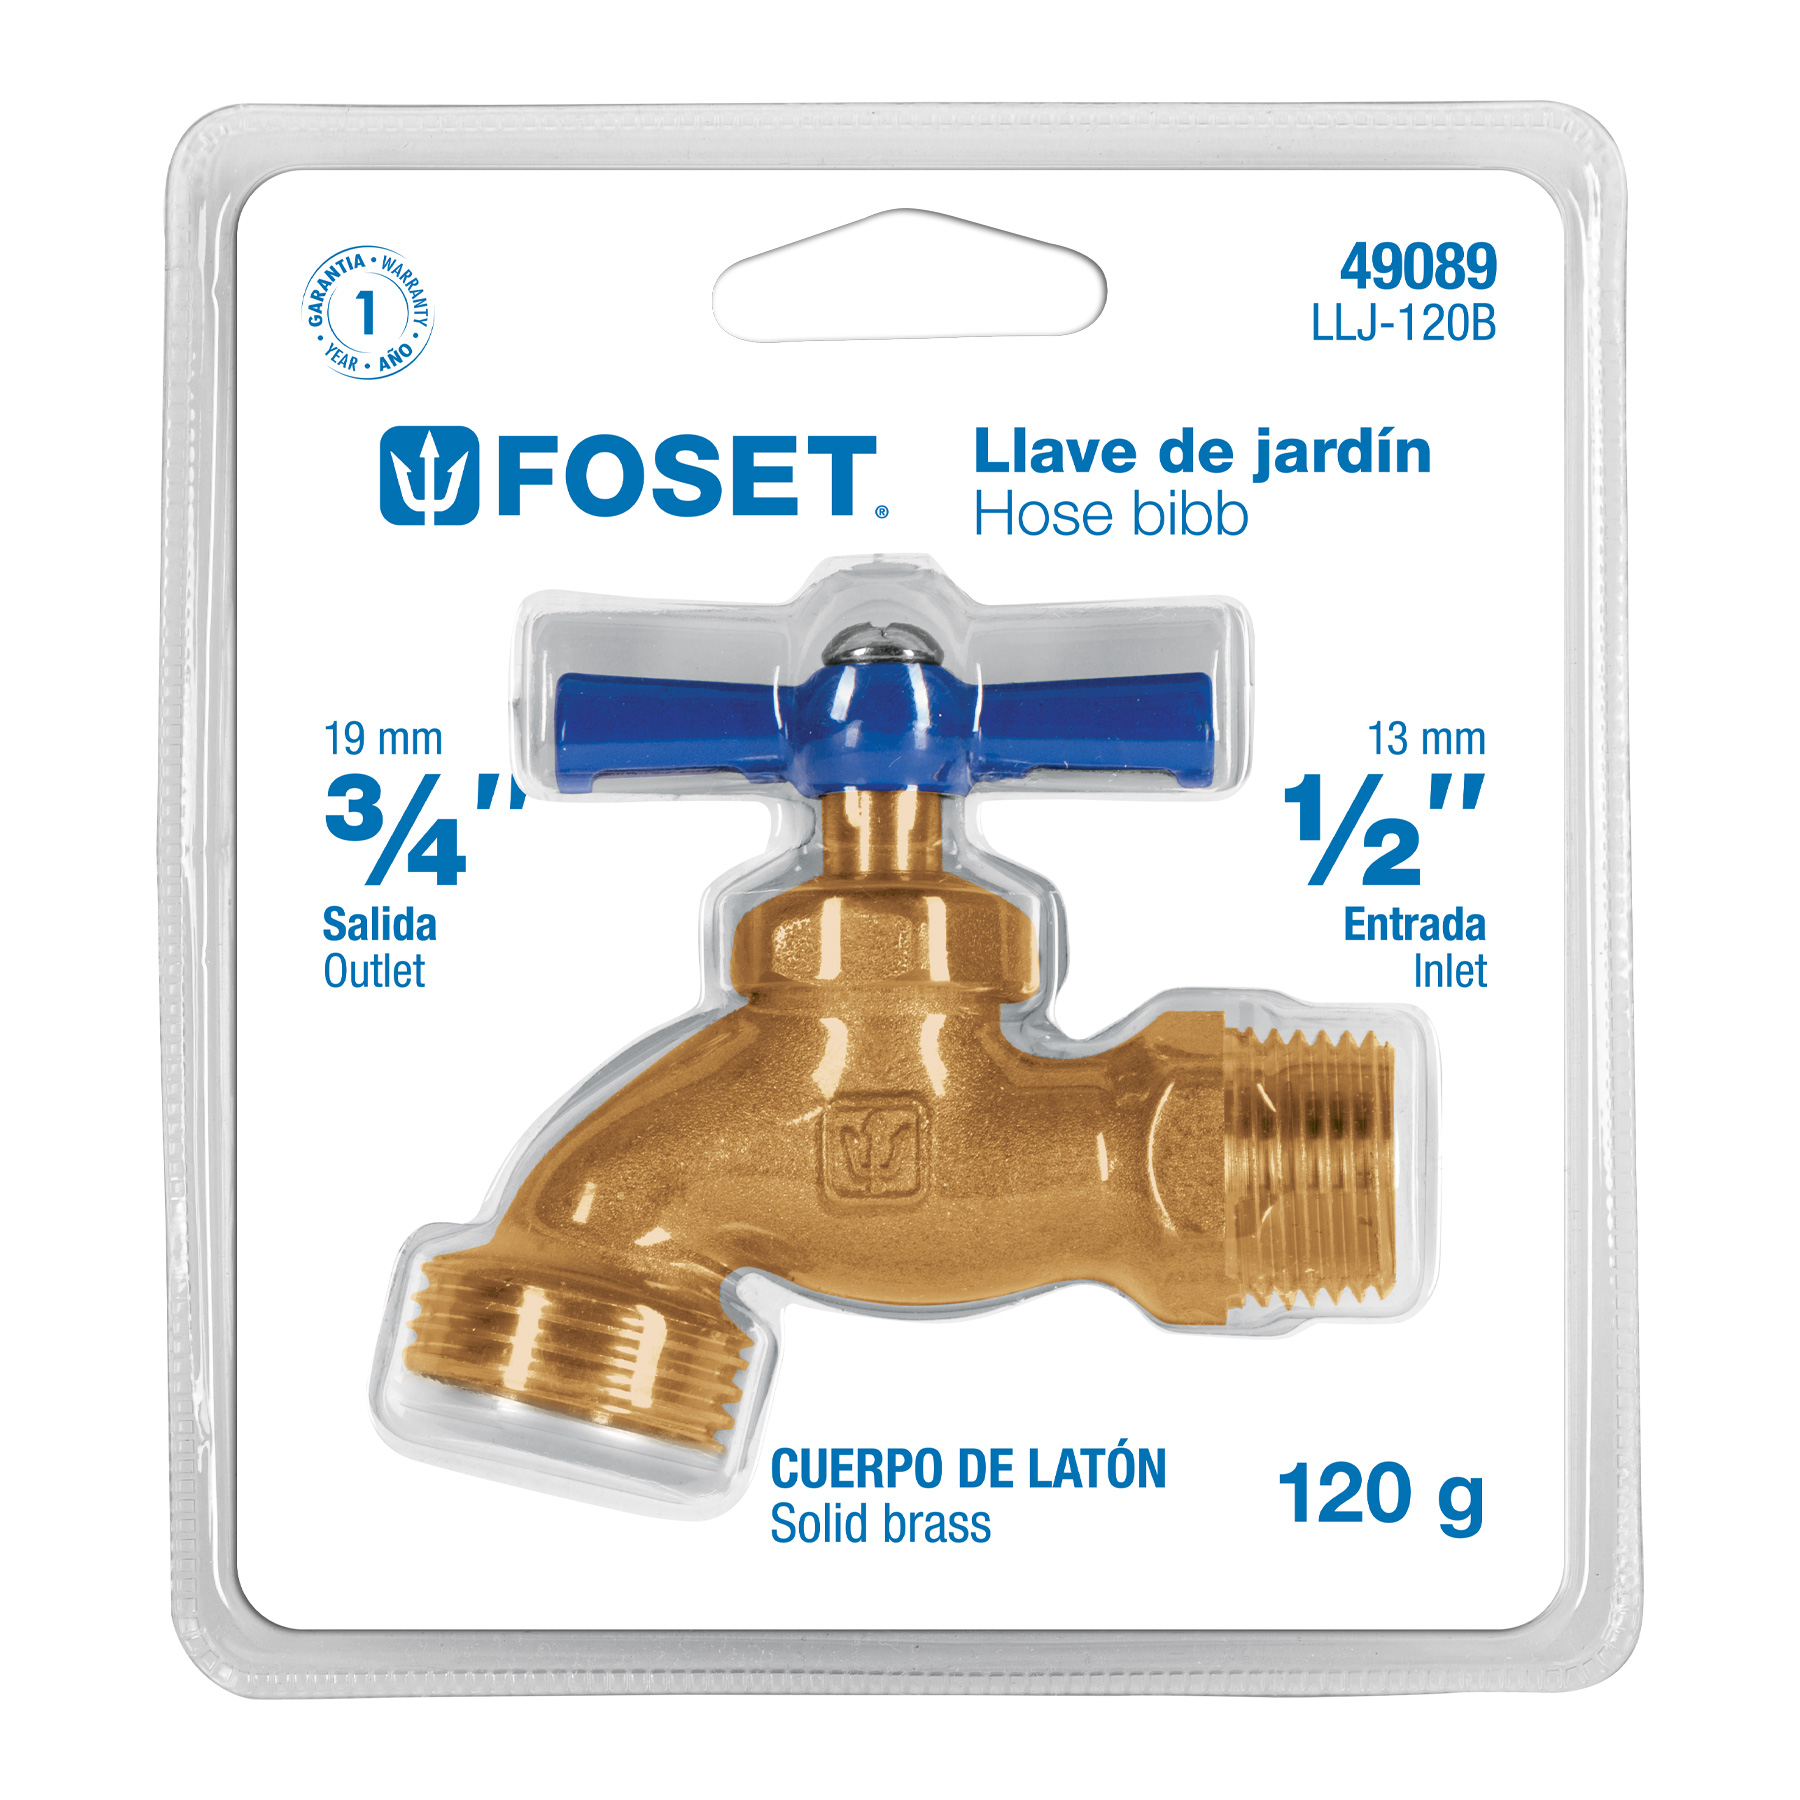 GARANTIA • WARRANTY • AÑO • YEAR •
1
49089
LLJ-120B
FOSET®
Llave de jardín
Hose bibb
19 mm
3/4"
Salida
Outlet
13 mm
1/2"
Entrada
Inlet
CUERPO DE LATÓN
Solid brass
120 g